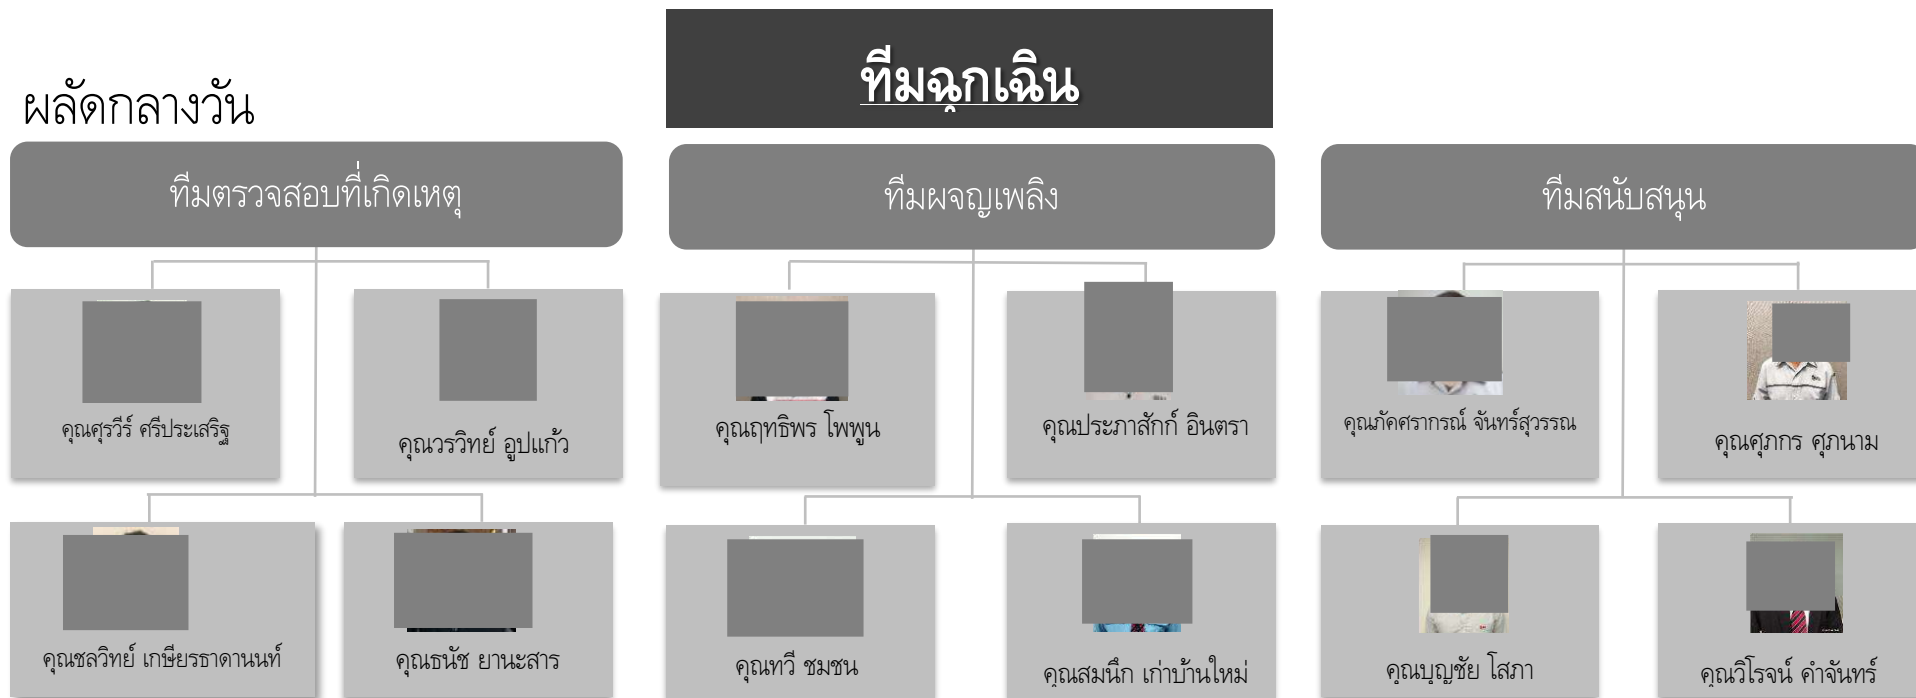 ทีมฉุกเฉิน
ผลัดกลางวัน
ทีมตรวจสอบที่เกิดเหตุ
ทีมผจญเพลิง
ทีมสนับสนุน
คุณศุรวีร์ ศรีประเสริฐ
คุณวรวิทย์ อูปแก้ว
คุณฤทธิพร โพพูน
คุณประภาสักก์ อินตรา
คุณภัคศรากรณ์ จันทร์สุวรรณ
คุณศุภกร ศุภนาม
คุณชลวิทย์ เกษียรธาดานนท์
คุณธนัช ยานะสาร
คุณทวี ชมชน
คุณสมนึก เก่าบ้านใหม่
คุณบุญชัย โสภา
คุณวิโรจน์ คำจันทร์